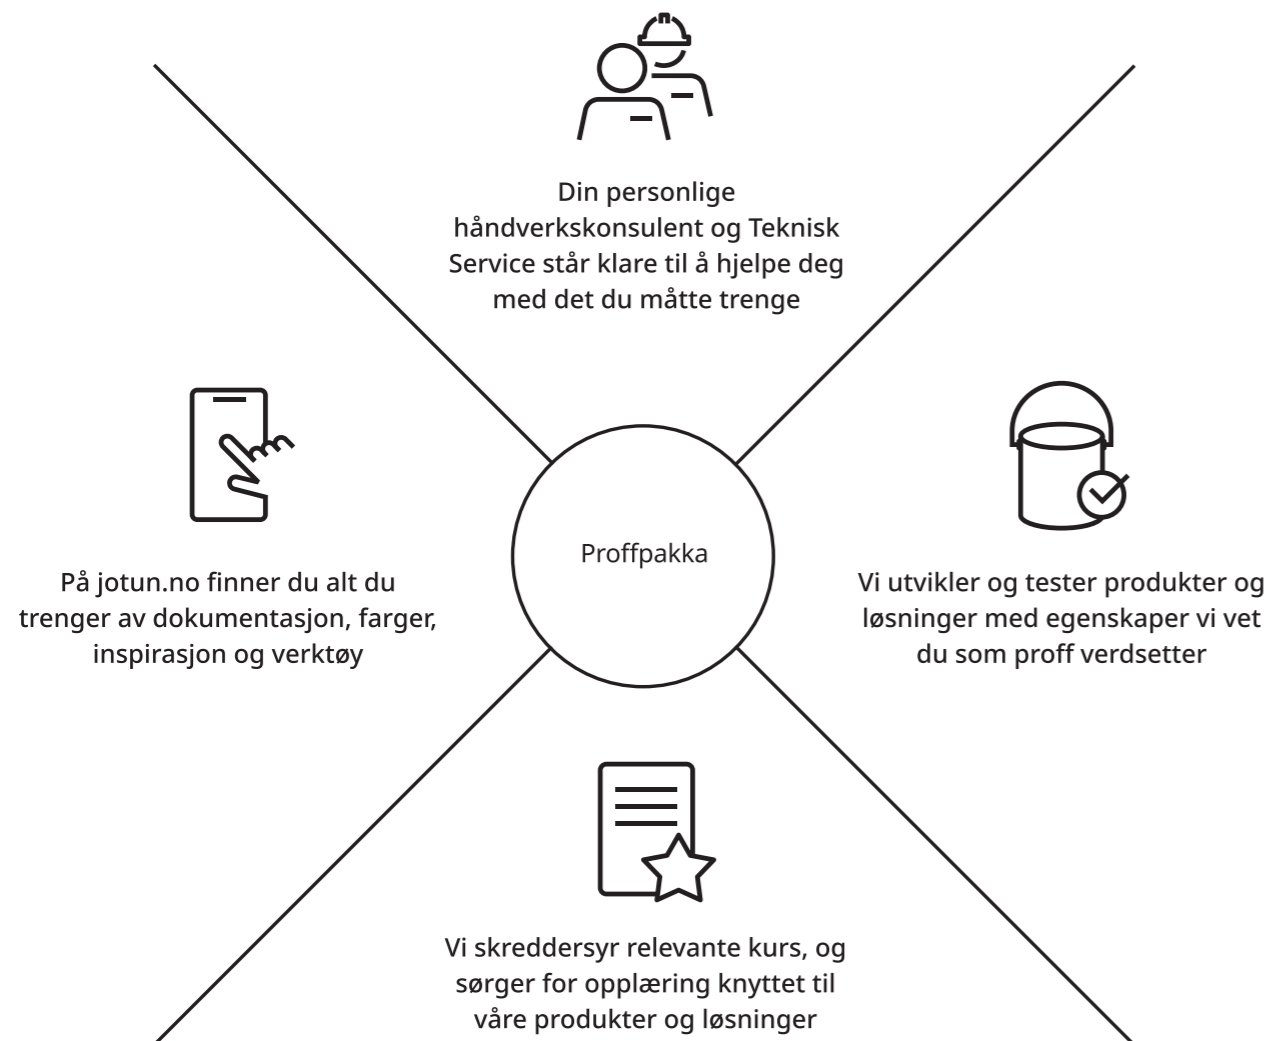 Din personlige
håndverkskonsulent og Teknisk
Service står klare til å hjelpe deg
med det du måtte trenge
På jotun.no finner du alt du
trenger av dokumentasjon, farger,
inspirasjon og verktøy
Proffpakka
Vi utvikler og tester produkter og
løsninger med egenskaper vi vet
du som proff verdsetter
Vi skreddersyr relevante kurs, og
sørger for opplæring knyttet til
våre produkter og løsninger